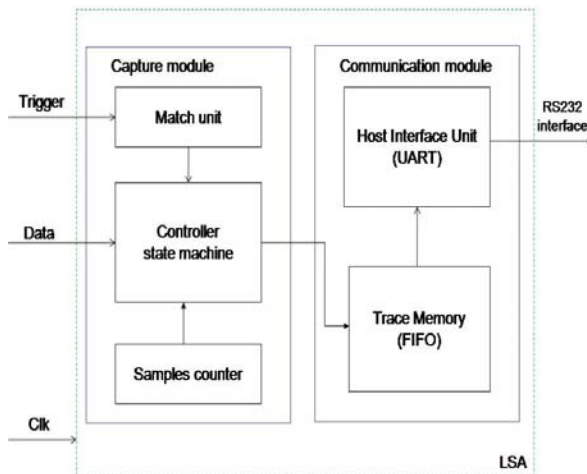 Capture module
Communication module
Trigger
Match unit
Host Interface Unit
(UART)
RS232
interface
Data
Controller
state machine
Trace Memory
(FIFO)
Samples counter
Clk
LSA